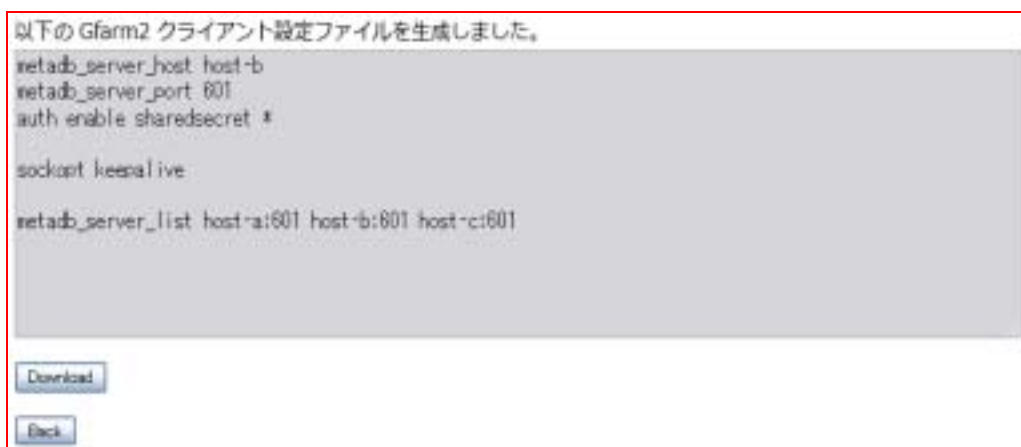 以下の Gfarm2 クライアント設定ファイルを生成しました。
metadb_server_host host-b
metadb_server_port 601
auth enable sharedsecret *
sockopt keepalive
metadb_server_list host-a:601 host-b:601 host-c:601
Download
Back